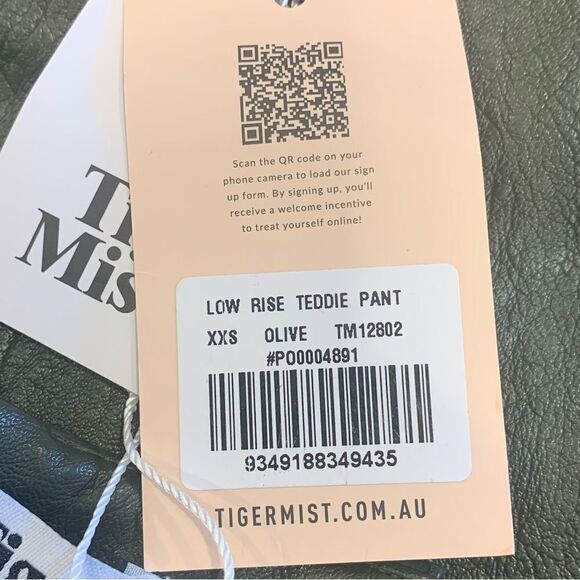 Scan the QR code on your
phone camera to load our sign
up form. By signing up, you'll
receive a welcome incentive
to treat yourself online!
LOW RISE TEDDIE PANT
XXS OLIVE TM12802
#PO0004891
9349188349435
TIGERMIST.COM.AU